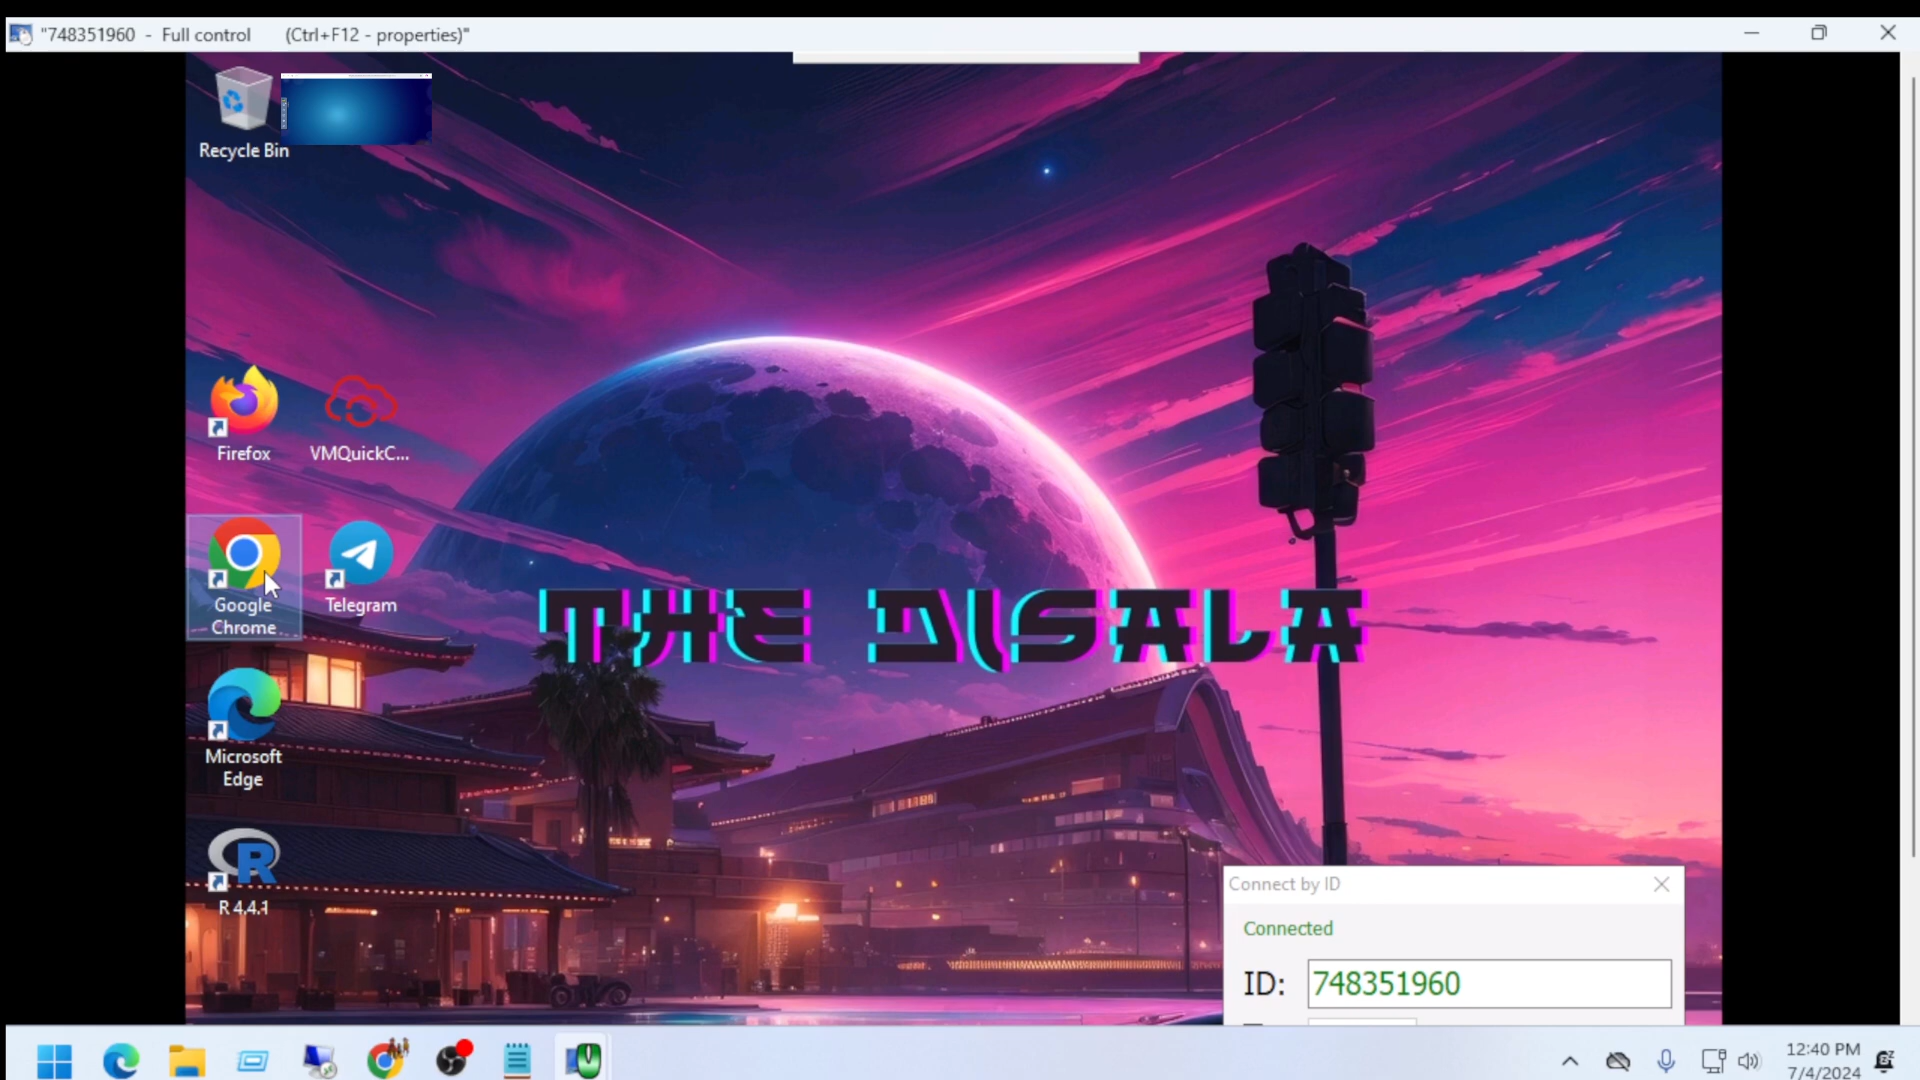 "748351960 - Full control (Ctrl+F12 - properties)"
Recycle Bin
Firefox
VMQuickC...
Google
Chrome
Telegram
THE DISALA
Microsoft
Edge
R 4.4.1
Connect by ID
Connected
ID: 748351960
12:40 PM
7/4/2024